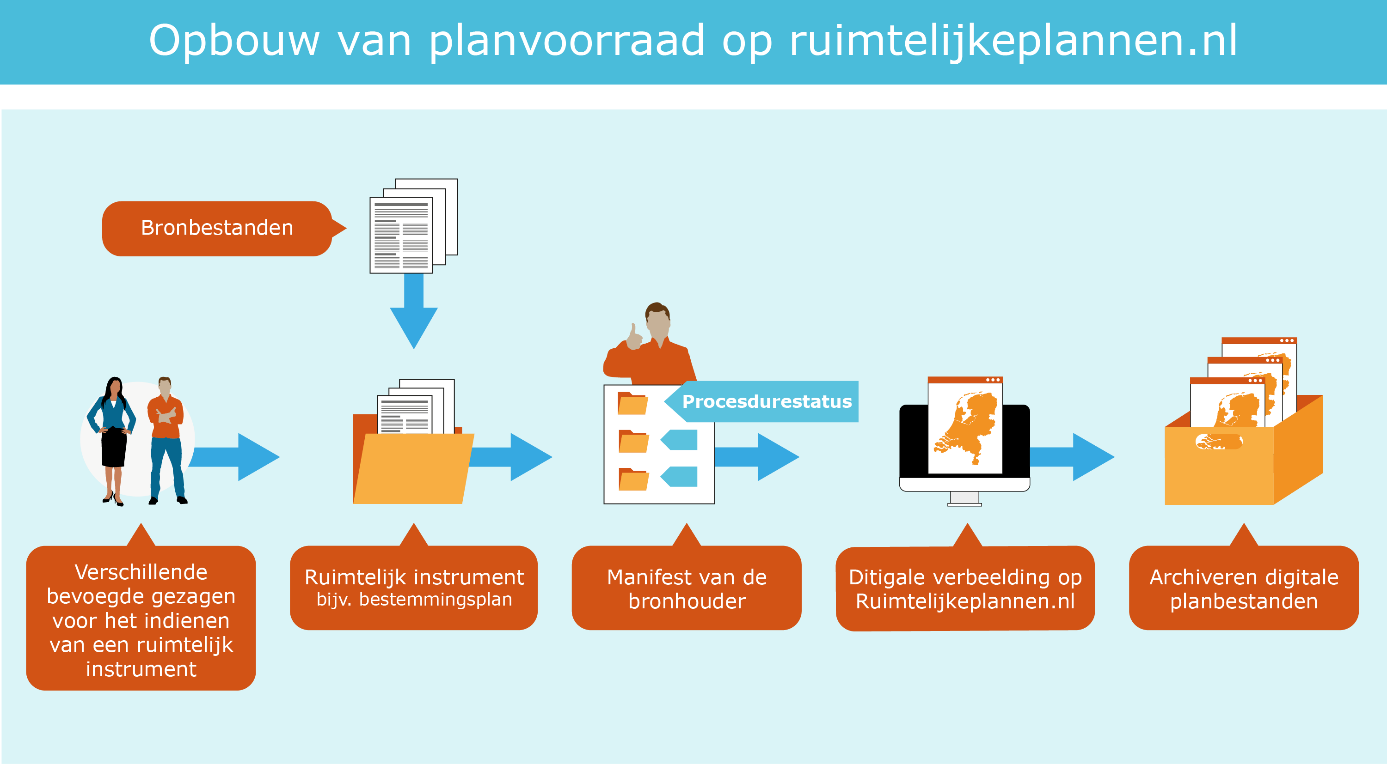 Opbouw van planvoorraad op ruimtelijkeplannen.nl
Bronbestanden
Procesdurestatus
Verschillende
bevoegde gezagen
voor het indienen
van een ruimtelijk
instrument
Ruimtelijk instrument
bijv. bestemmingsplan
Manifest van de
bronhouder
Ditigale verbeelding op
Ruimtelijkeplannen.nl
Archiveren digitale
planbestanden